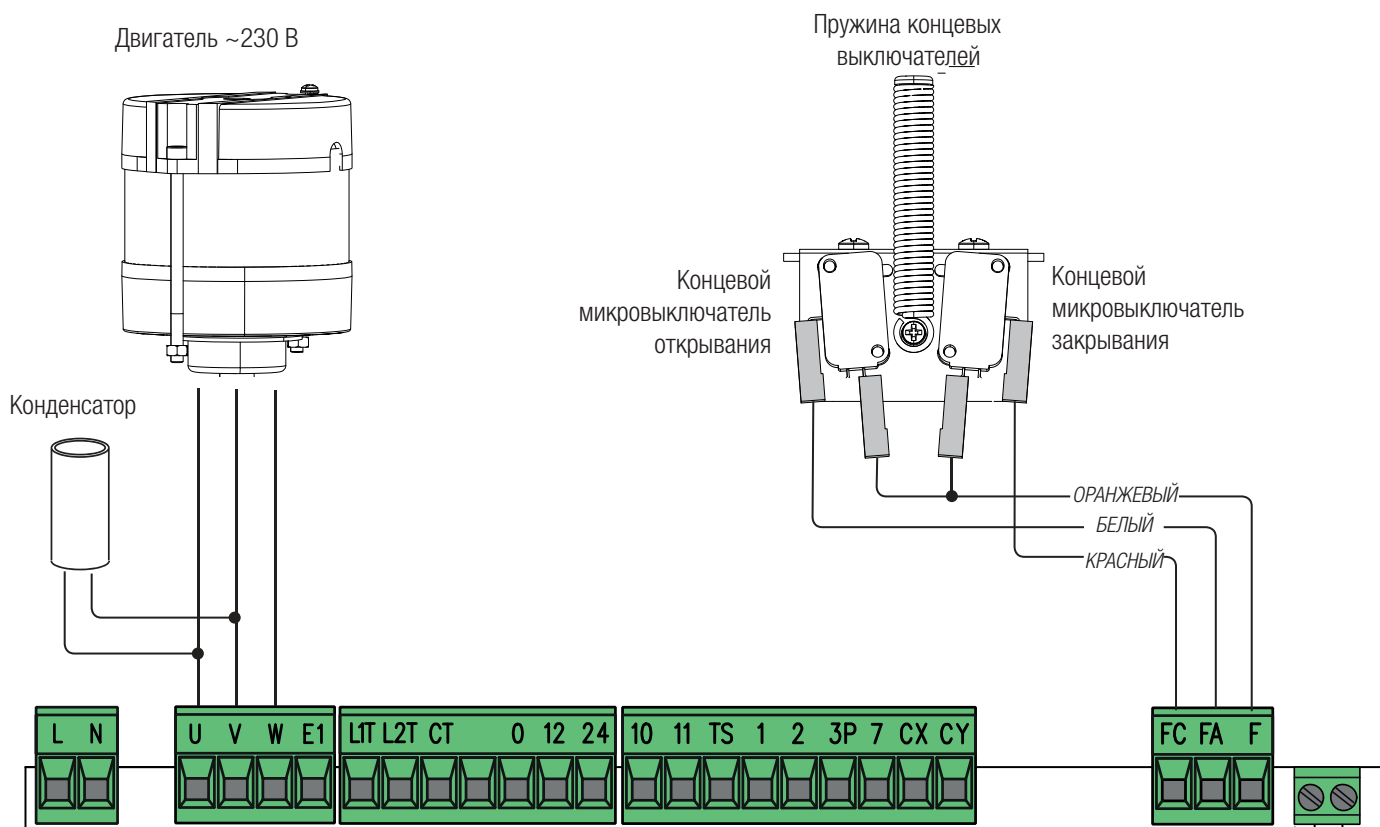 Двигатель ~230 В
Пружина концевых
выключателей
Концевой
микровыключатель
открывания
Концевой
микровыключатель
закрывания
Конденсатор
ОРАНЖЕВЫЙ
БЕЛЫЙ
КРАСНЫЙ
L N
U V W E1
L1T L2T CT 0 12 24
10 11 TS 1 2 3P 7 CX CY
FC FA F